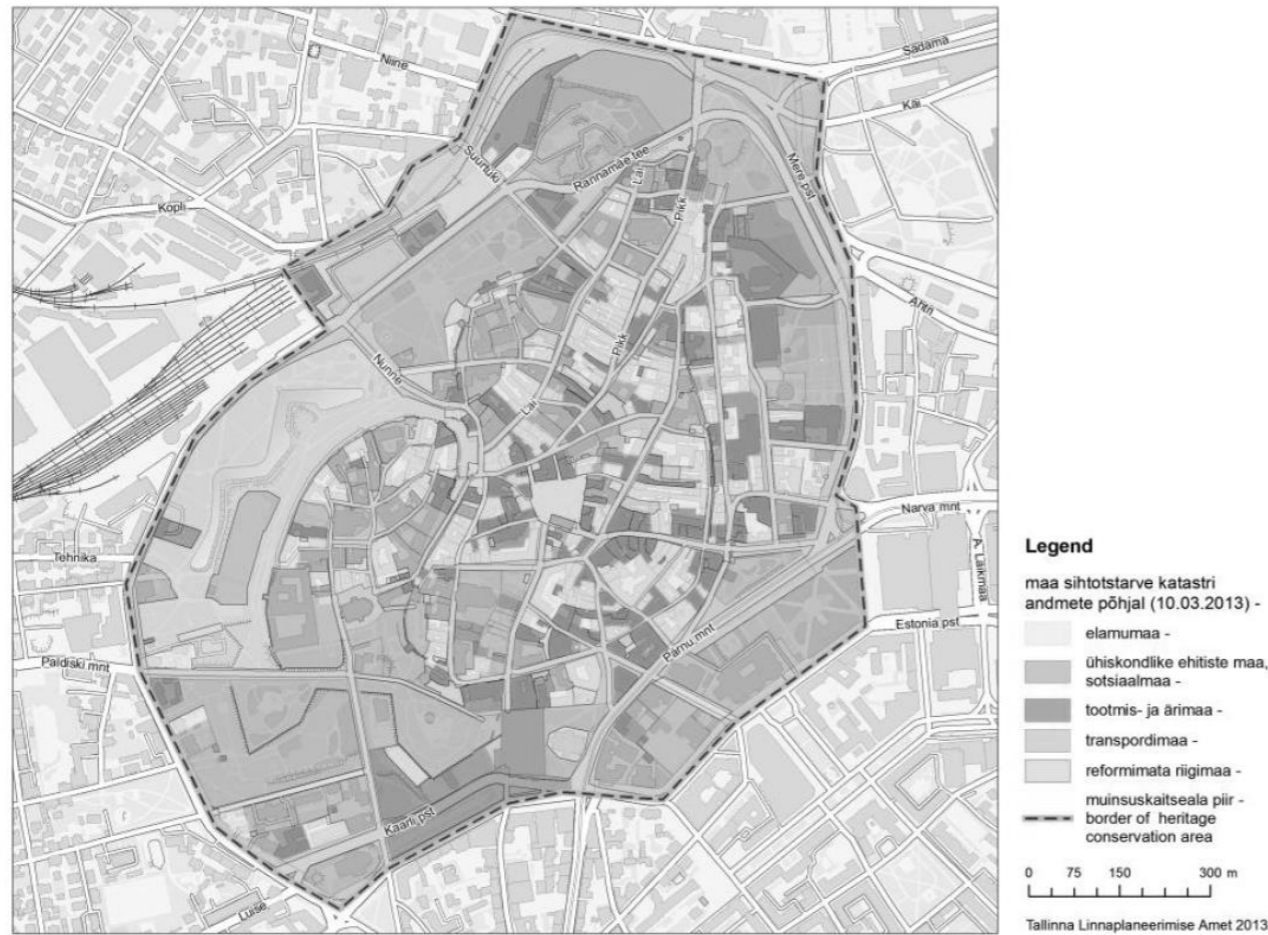 Sadama
Niine
Kai
Suurtüki
Rannamäe tee
Lai
Mere pst
Pikk
Kopli
Ahtri
Nunne
Pikk
Lai
Narva mnt
A. Laikmaa
Tehnika
Estonia pst
Pärnu mnt
Paldiski mnt
Kaarli pst
Luise
Legend
maa sihtotstarve katastri
andmete põhjal (10.03.2013) -
elamumaa -
ühiskondlike ehitiste maa,
sotsiaalmaa -
tootmis- ja ärimaa -
transpordimaa -
reformimata riigimaa -
muinsuskaitseala piir -
border of heritage
conservation area
0 75 150 300 m
Tallinna Linnaplaneerimise Amet 2013